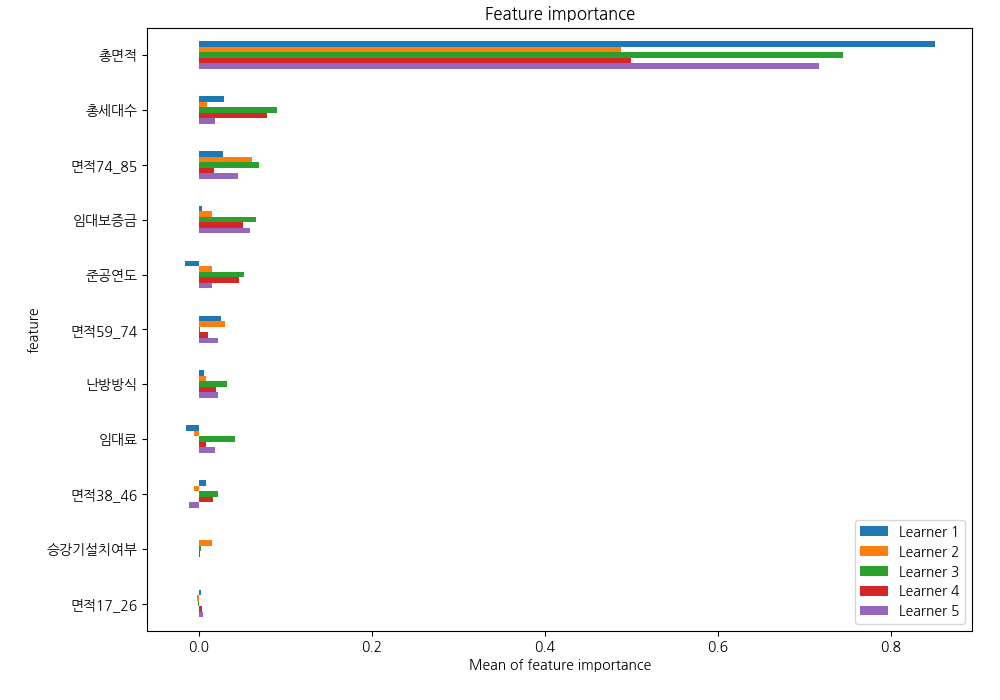 Feature importance
총면적
총세대수
면적74_85
임대보증금
준공연도
면적59_74
난방방식
임대료
면적38_46
승강기설치여부
면적17_26
feature
Learner 1
Learner 2
Learner 3
Learner 4
Learner 5
0.0 0.2 0.4 0.6 0.8
Mean of feature importance